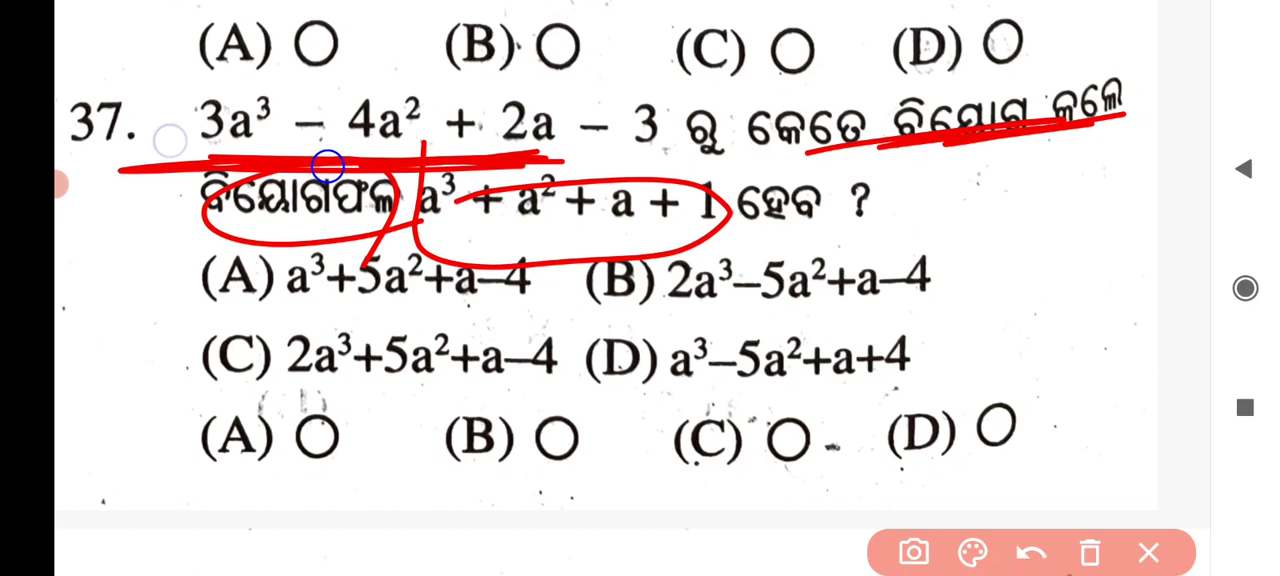 (A) ○ (B) ○ (C) ○ (D) ○
37. 3a³ – 4a² + 2a – 3 ରୁ କେତେ ବିଯୋଗ କଲେ
ବିୟୋଗଫଳ a³ + a² + a + 1 ହେବ ?
(A) a³+5a²+a–4 (B) 2a³–5a²+a–4
(C) 2a³+5a²+a–4 (D) a³–5a²+a+4
(A) ○ (B) ○ (C) ○ (D) ○